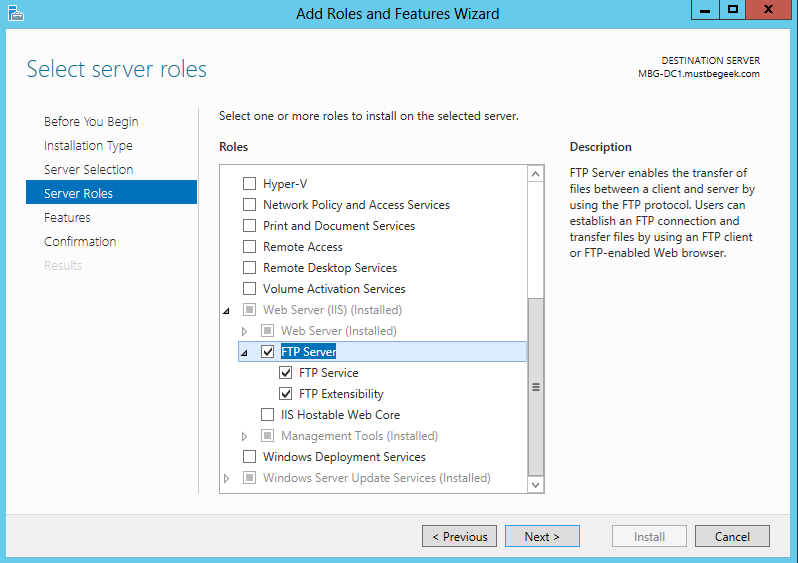 Add Roles and Features Wizard
Select server roles
DESTINATION SERVER
MBG-DC1.mustbegeek.com
Before You Begin
Installation Type
Server Selection
Server Roles
Features
Confirmation
Results
Select one or more roles to install on the selected server.
Roles
Hyper-V
Network Policy and Access Services
Print and Document Services
Remote Access
Remote Desktop Services
Volume Activation Services
Web Server (IIS) (Installed)
Web Server (Installed)
FTP Server
FTP Service
FTP Extensibility
IIS Hostable Web Core
Management Tools (Installed)
Windows Deployment Services
Windows Server Update Services (Installed)
Description
FTP Server enables the transfer of
files between a client and server by
using the FTP protocol. Users can
establish an FTP connection and
transfer files by using an FTP client
or FTP-enabled Web browser.
< Previous
Next >
Install
Cancel